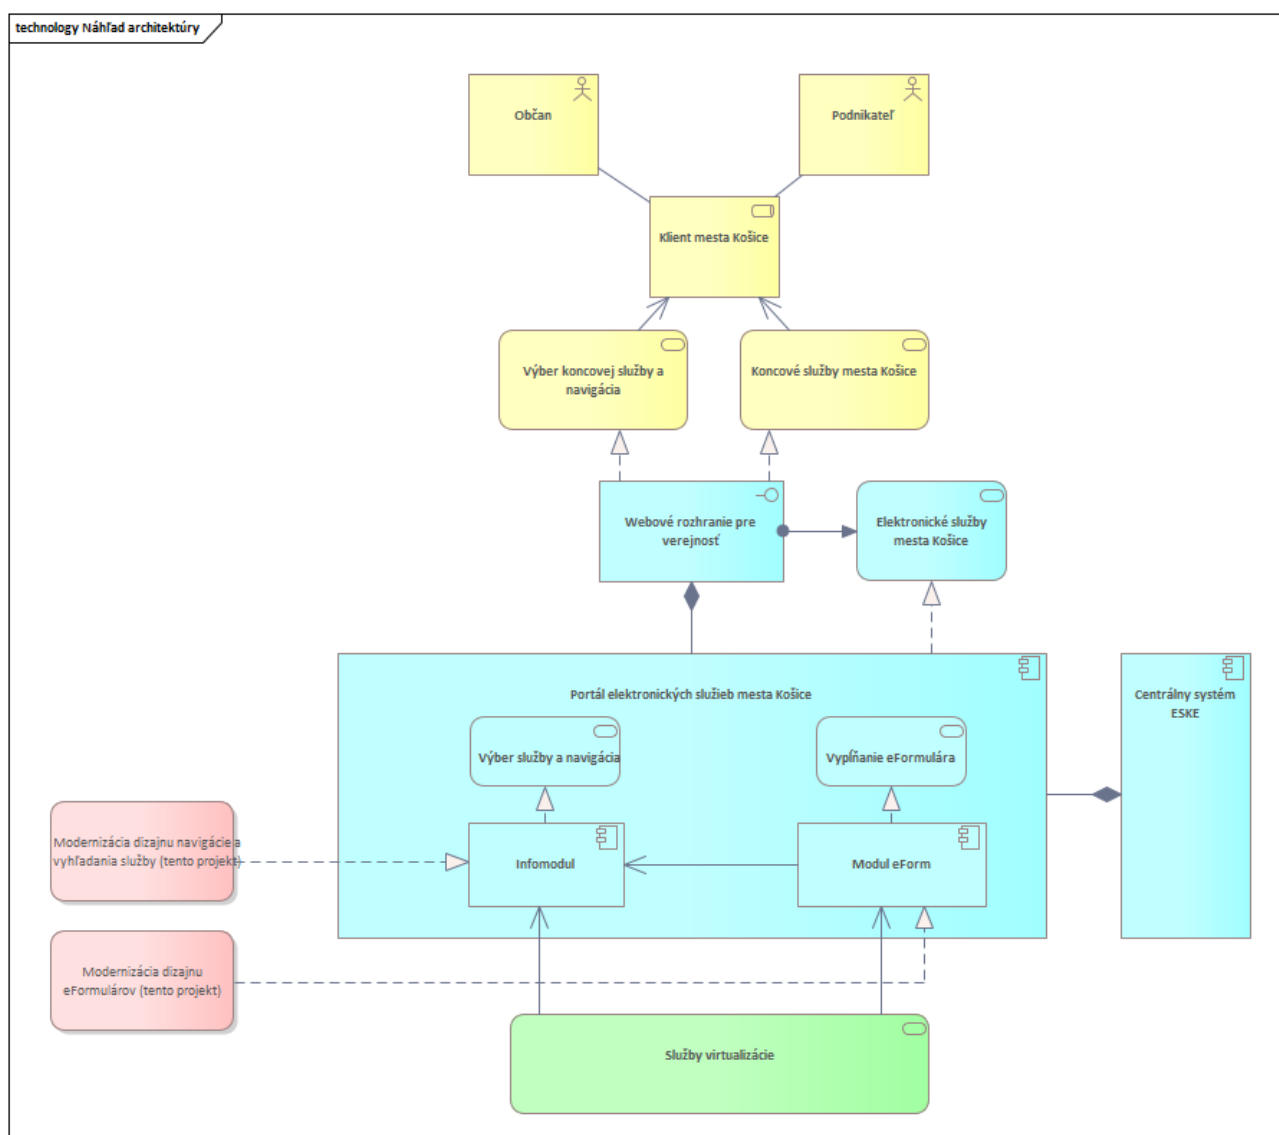 technology Náhľad architektúry
Občan
Podnikateľ
Klient mesta Košice
Výber koncovej služby a
navigácia
Koncové služby mesta Košice
Webové rozhranie pre
verejnosť
Elektronické služby
mesta Košice
Portál elektronických služieb mesta Košice
Centrálny systém
ESKE
Výber služby a navigácia
Vypĺňanie eFormulára
Modernizácia dizajnu navigácie a
vyhľadania služby (tento projekt)
Infomodul
Modul eForm
Modernizácia dizajnu
eFormulárov (tento projekt)
Služby virtualizácie